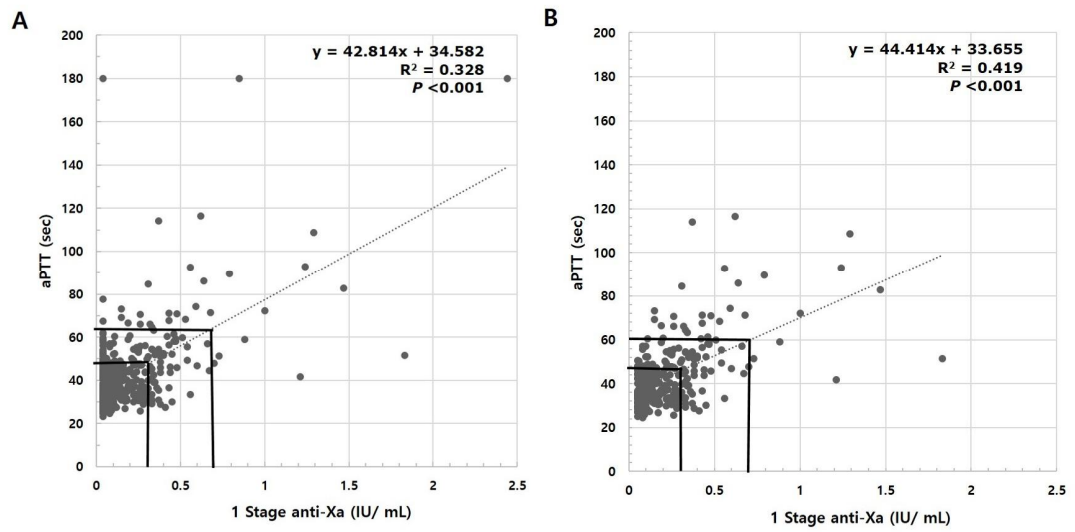 A
y = 42.814x + 34.582
R² = 0.328
P <0.001
aPTT (sec)
200
180
160
140
120
100
80
60
40
20
0
0 0.5 1 1.5 2 2.5
1 Stage anti-Xa (IU/ mL)
B
y = 44.414x + 33.655
R² = 0.419
P <0.001
aPTT (sec)
200
180
160
140
120
100
80
60
40
20
0
0 0.5 1 1.5 2 2.5
1 Stage anti-Xa (IU/ mL)